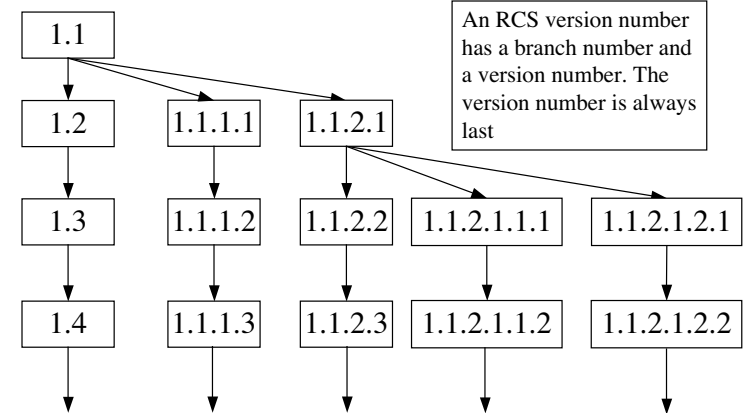 1.1
An RCS version number
has a branch number and
a version number. The
version number is always
last
1.2 1.1.1.1 1.1.2.1
1.3 1.1.1.2 1.1.2.2 1.1.2.1.1.1 1.1.2.1.2.1
1.4 1.1.1.3 1.1.2.3 1.1.2.1.1.2 1.1.2.1.2.2